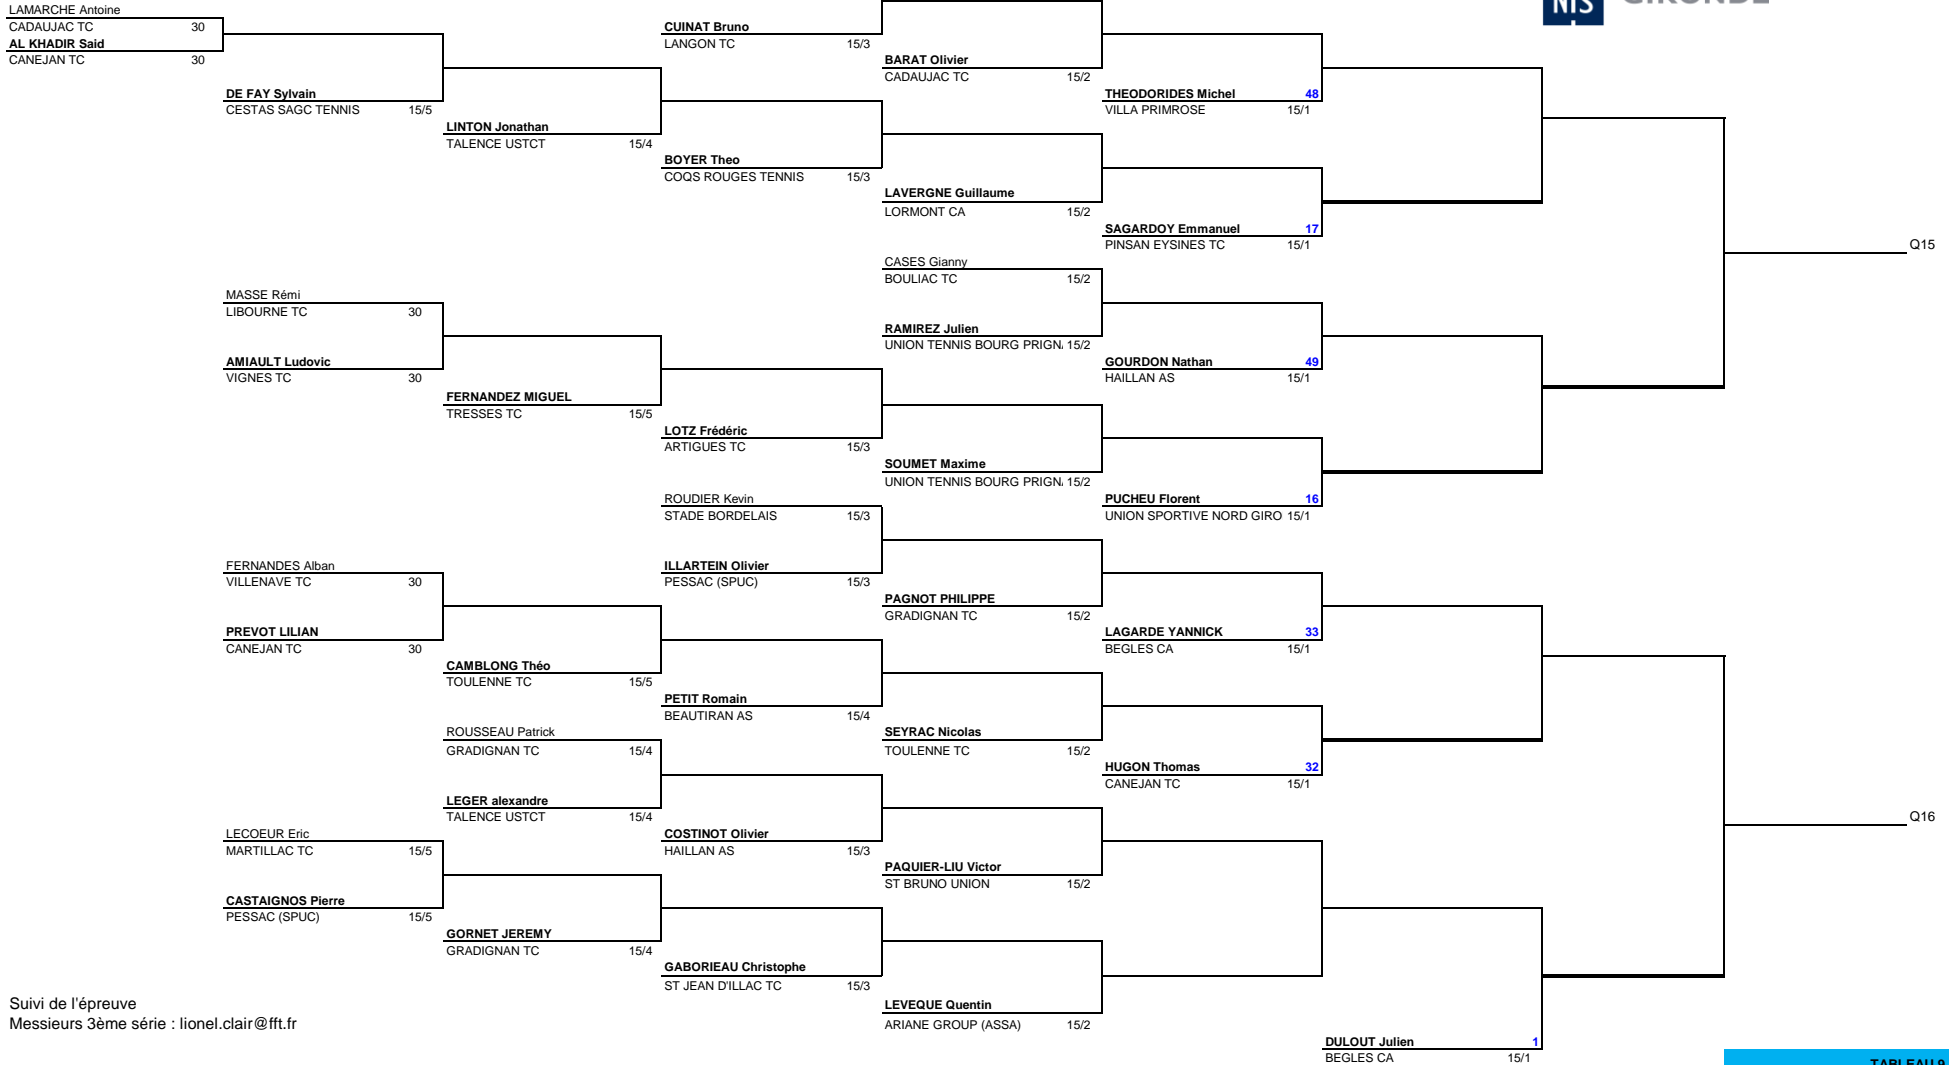 NIS GIRONDE
LAMARCHE Antoine
CADAUJAC TC 30
AL KHADIR Said
CANEJAN TC 30
DE FAY Sylvain
CESTAS SAGC TENNIS 15/5
LINTON Jonathan
TALENCE USTCT 15/4
CUINAT Bruno
LANGON TC 15/3
BOYER Theo
COQS ROUGES TENNIS 15/3
BARAT Olivier
CADAUJAC TC 15/2
LAVERGNE Guillaume
LORMONT CA 15/2
THEODORIDES Michel 48
VILLA PRIMROSE 15/1
SAGARDOY Emmanuel 17
PINSAN EYSINES TC 15/1
Q15
CASES Gianny
BOULIAC TC 15/2
MASSE Rémi
LIBOURNE TC 30
RAMIREZ Julien
UNION TENNIS BOURG PRIGN 15/2
AMIAULT Ludovic
VIGNES TC 30
GOURDON Nathan 49
HAILLAN AS 15/1
FERNANDEZ MIGUEL
TRESSES TC 15/5
LOTZ Frédéric
ARTIGUES TC 15/3
SOUMET Maxime
UNION TENNIS BOURG PRIGN 15/2
ROUDIER Kevin
STADE BORDELAIS 15/3
PUCHEU Florent 16
UNION SPORTIVE NORD GIRO 15/1
FERNANDES Alban
VILLENAVE TC 30
ILLARTEIN Olivier
PESSAC (SPUC) 15/3
PAGNOT PHILIPPE
GRADIGNAN TC 15/2
PREVOT LILIAN
CANEJAN TC 30
LAGARDE YANNICK 33
BEGLES CA 15/1
CAMBLONG Théo
TOULENNE TC 15/5
PETIT Romain
BEAUTIRAN AS 15/4
ROUSSEAU Patrick
GRADIGNAN TC 15/4
SEYRAC Nicolas
TOULENNE TC 15/2
HUGON Thomas 32
CANEJAN TC 15/1
LEGER alexandre
TALENCE USTCT 15/4
Q16
LECOEUR Eric
MARTILLAC TC 15/5
COSTINOT Olivier
HAILLAN AS 15/3
PAQUIER-LIU Victor
ST BRUNO UNION 15/2
CASTAIGNOS Pierre
PESSAC (SPUC) 15/5
GORNET JEREMY
GRADIGNAN TC 15/4
GABORIEAU Christophe
ST JEAN D'ILLAC TC 15/3
LEVEQUE Quentin
ARIANE GROUP (ASSA) 15/2
Suivi de l'épreuve
Messieurs 3ème série : lionel.clair@fft.fr
DULOUT Julien 1
BEGLES CA 15/1
TABLEAU 9